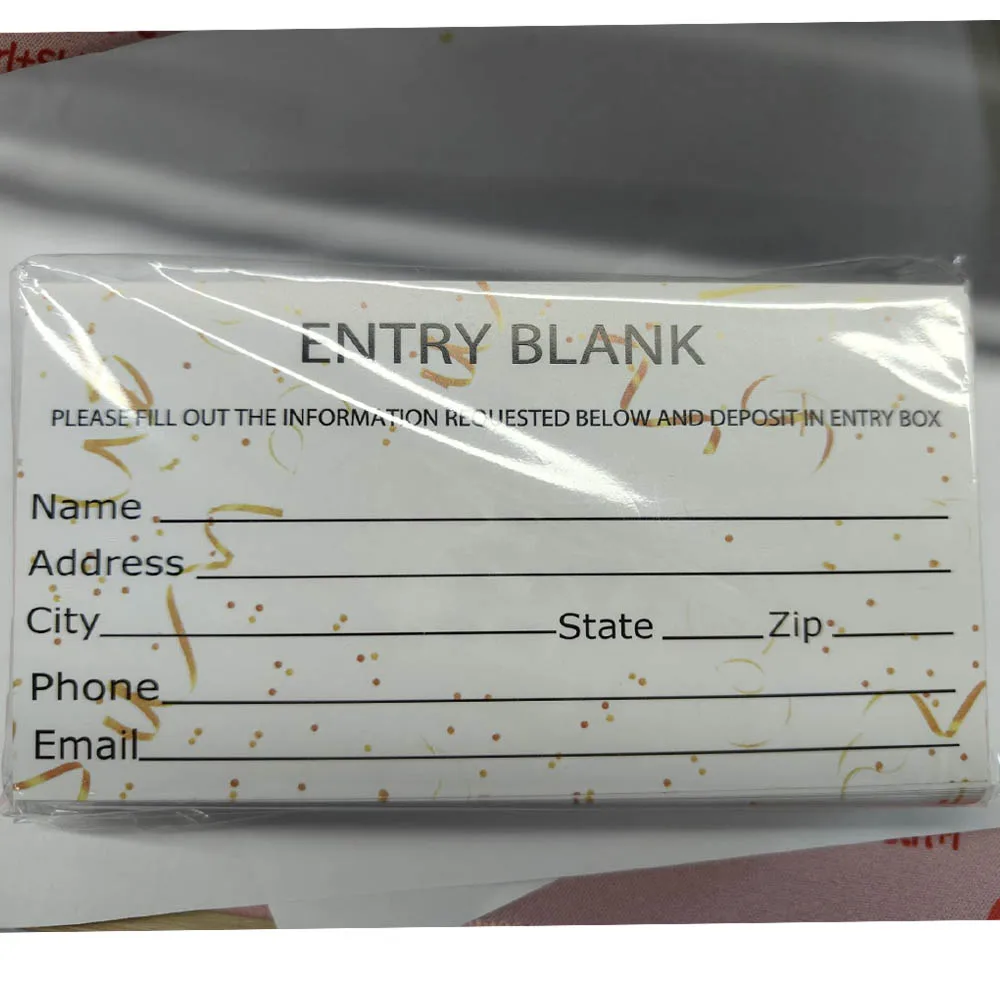 ENTRY BLANK
PLEASE FILL OUT THE INFORMATION REQUESTED BELOW AND DEPOSIT IN ENTRY BOX
Name
Address
City State Zip
Phone
Email